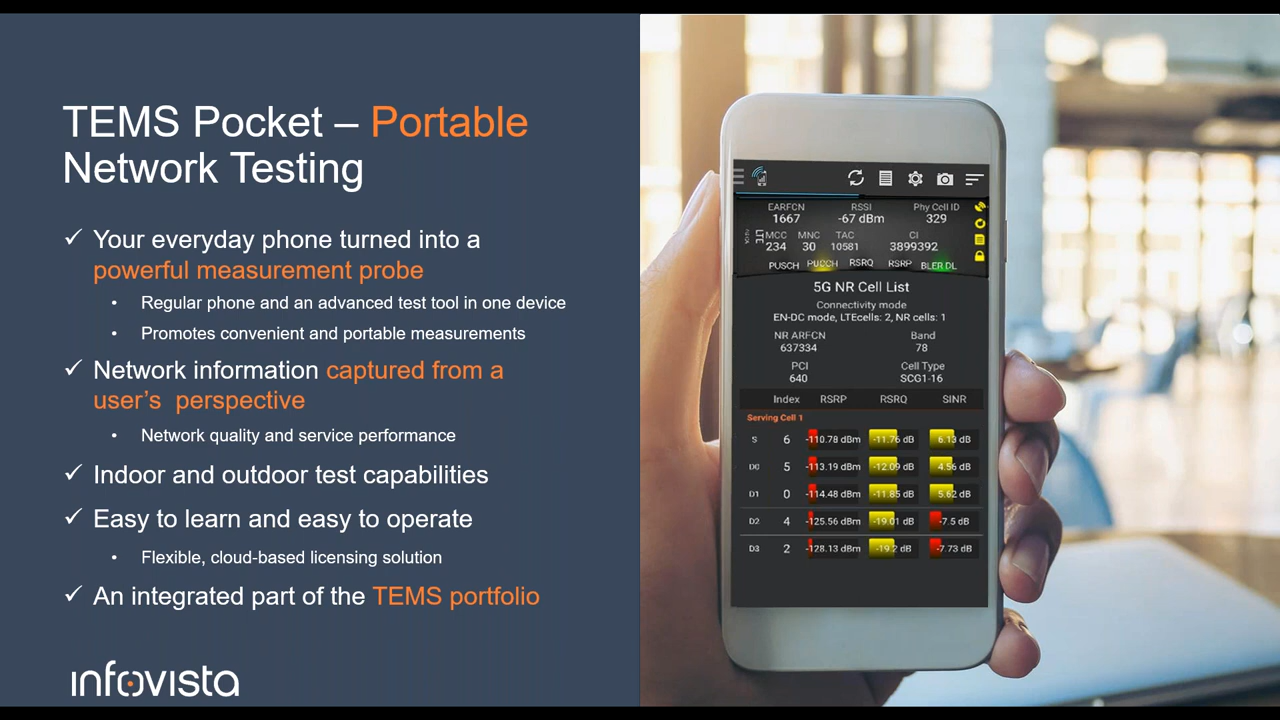 TEMS Pocket – Portable
Network Testing
✓ Your everyday phone turned into a
powerful measurement probe
• Regular phone and an advanced test tool in one device
• Promotes convenient and portable measurements
✓ Network information captured from a
user’s perspective
• Network quality and service performance
✓ Indoor and outdoor test capabilities
✓ Easy to learn and easy to operate
• Flexible, cloud-based licensing solution
✓ An integrated part of the TEMS portfolio
infovista
EARFCN RSSI Phy Cell ID
1667 -67 dBm 329
LTE
MCC MNC TAC CI
234 30 10581 3899392
PUSCH PUCCH RSRQ RSRP BLER DL
5G NR Cell List
Connectivity mode
EN-DC mode, LTEcells: 2, NR cells: 1
NR ARFCN Band
637334 78
PCI Cell Type
640 SCG1-16
Index RSRP RSRQ SINR
Serving Cell 1
S 6 -110.78 dBm -11.76 dB 6.13 dB
D0 5 -113.19 dBm -12.09 dB 4.56 dB
D1 0 -114.48 dBm -11.85 dB 5.62 dB
D2 4 -125.56 dBm -19.01 dB -7.5 dB
D3 2 -128.13 dBm -19.2 dB -7.73 dB